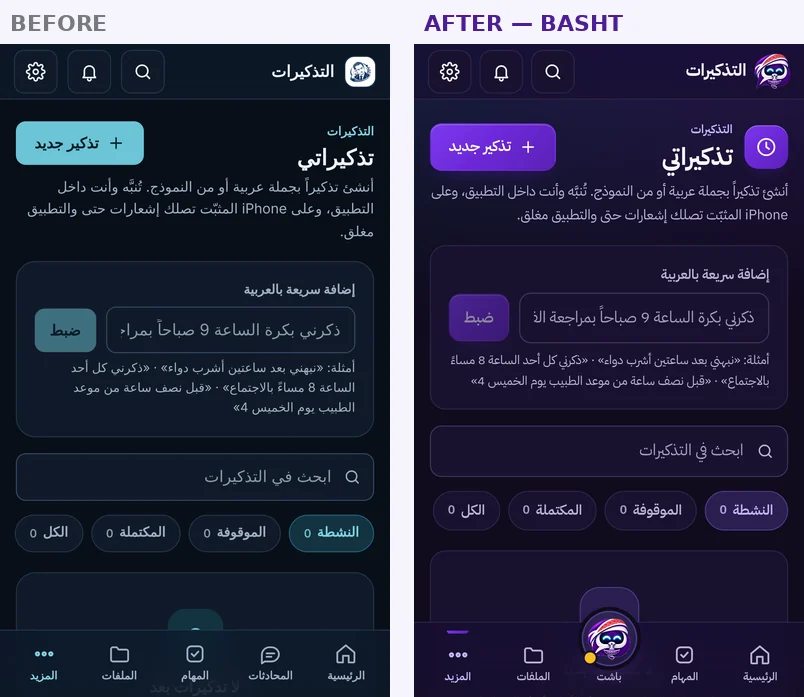 BEFORE
التذكيرات
التذكيرات
تذكيراتي
+ تذكير جديد
أنشئ تذكيراً بجملة عربية أو من النموذج. تُنبَّه وأنت داخل
التطبيق، وعلى iPhone المثبّت تصلك إشعارات حتى والتطبيق
مغلق.
إضافة سريعة بالعربية
ذكرني بكرة الساعة 9 صباحاً بمراج
ضبط
أمثلة: «نبهني بعد ساعتين أشرب دواء» · «ذكرني كل أحد
الساعة 8 مساءً بالاجتماع» · «قبل نصف ساعة من موعد
الطبيب يوم الخميس 4»
ابحث في التذكيرات
النشطة 0
الموقوفة 0
المكتملة 0
الكل 0
لا تذكيرات بعد
الرئيسية
المحادثات
المهام
الملفات
المزيد
AFTER — BASHT
التذكيرات
التذكيرات
تذكيراتي
+ تذكير جديد
أنشئ تذكيراً بجملة عربية أو من النموذج. تُنبَّه وأنت داخل التطبيق، وعلى
iPhone المثبّت تصلك إشعارات حتى والتطبيق مغلق.
إضافة سريعة بالعربية
ذكرني بكرة الساعة 9 صباحاً بمراجعة الا
ضبط
أمثلة: «نبهني بعد ساعتين أشرب دواء» · «ذكرني كل أحد الساعة 8 مساءً
بالاجتماع» · «قبل نصف ساعة من موعد الطبيب يوم الخميس 4»
ابحث في التذكيرات
النشطة 0
الموقوفة 0
المكتملة 0
الكل 0
الرئيسية
المهام
باشت
الملفات
المزيد